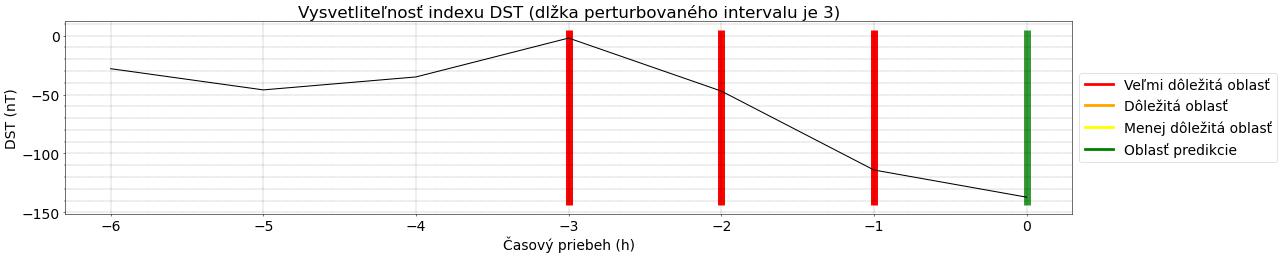 Vysvetliteľnosť indexu DST (dlžka perturbovaného intervalu je 3)
DST (nT)
0
−50
−100
−150
−6
−5
−4
−3
−2
−1
0
Časový priebeh (h)
Veľmi dôležitá oblasť
Dôležitá oblasť
Menej dôležitá oblasť
Oblasť predikcie